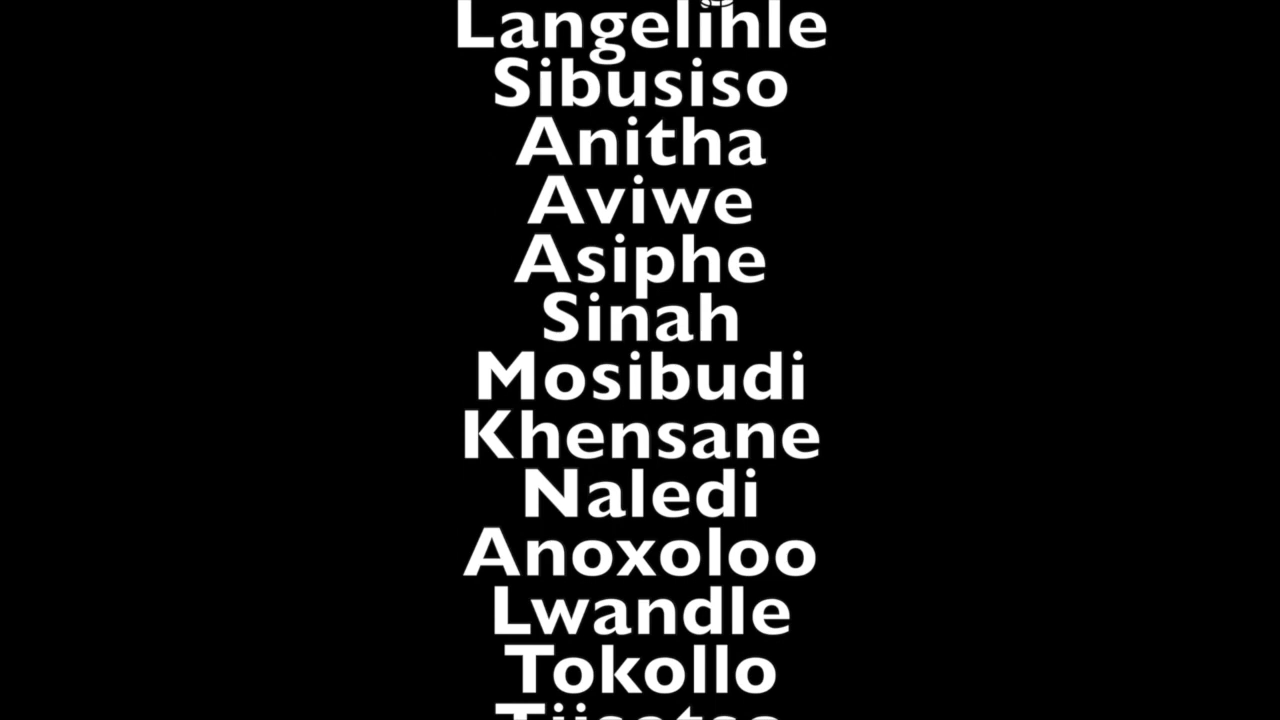 Langelihle
Sibusiso
Anitha
Aviwe
Asiphe
Sinah
Mosibudi
Khensane
Naledi
Anoxoloo
Lwandle
Tokollo